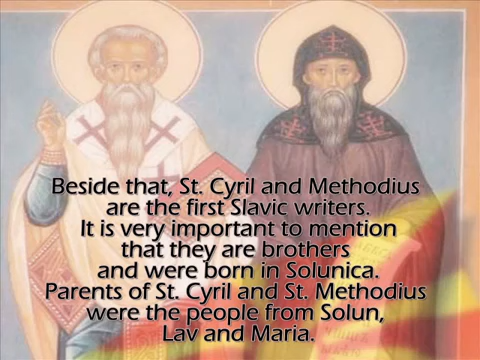 Beside that, St. Cyril and Methodius
are the first Slavic writers.
It is very important to mention
that they are brothers
and were born in Solunica.
Parents of St. Cyril and St. Methodius
were the people from Solun,
Lav and Maria.